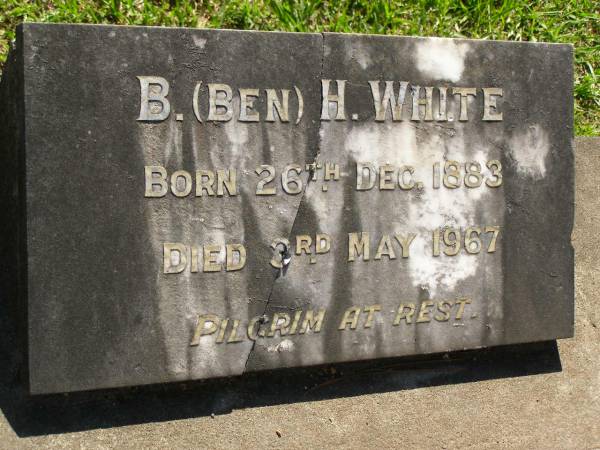 B. (BEN) H. WHITE
BORN 26TH DEC. 1883
DIED 3RD MAY 1967
PILGRIM AT REST.